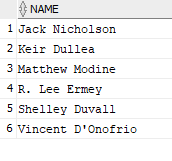 NAME
1 Jack Nicholson
2 Keir Dullea
3 Matthew Modine
4 R. Lee Ermey
5 Shelley Duvall
6 Vincent D'Onofrio